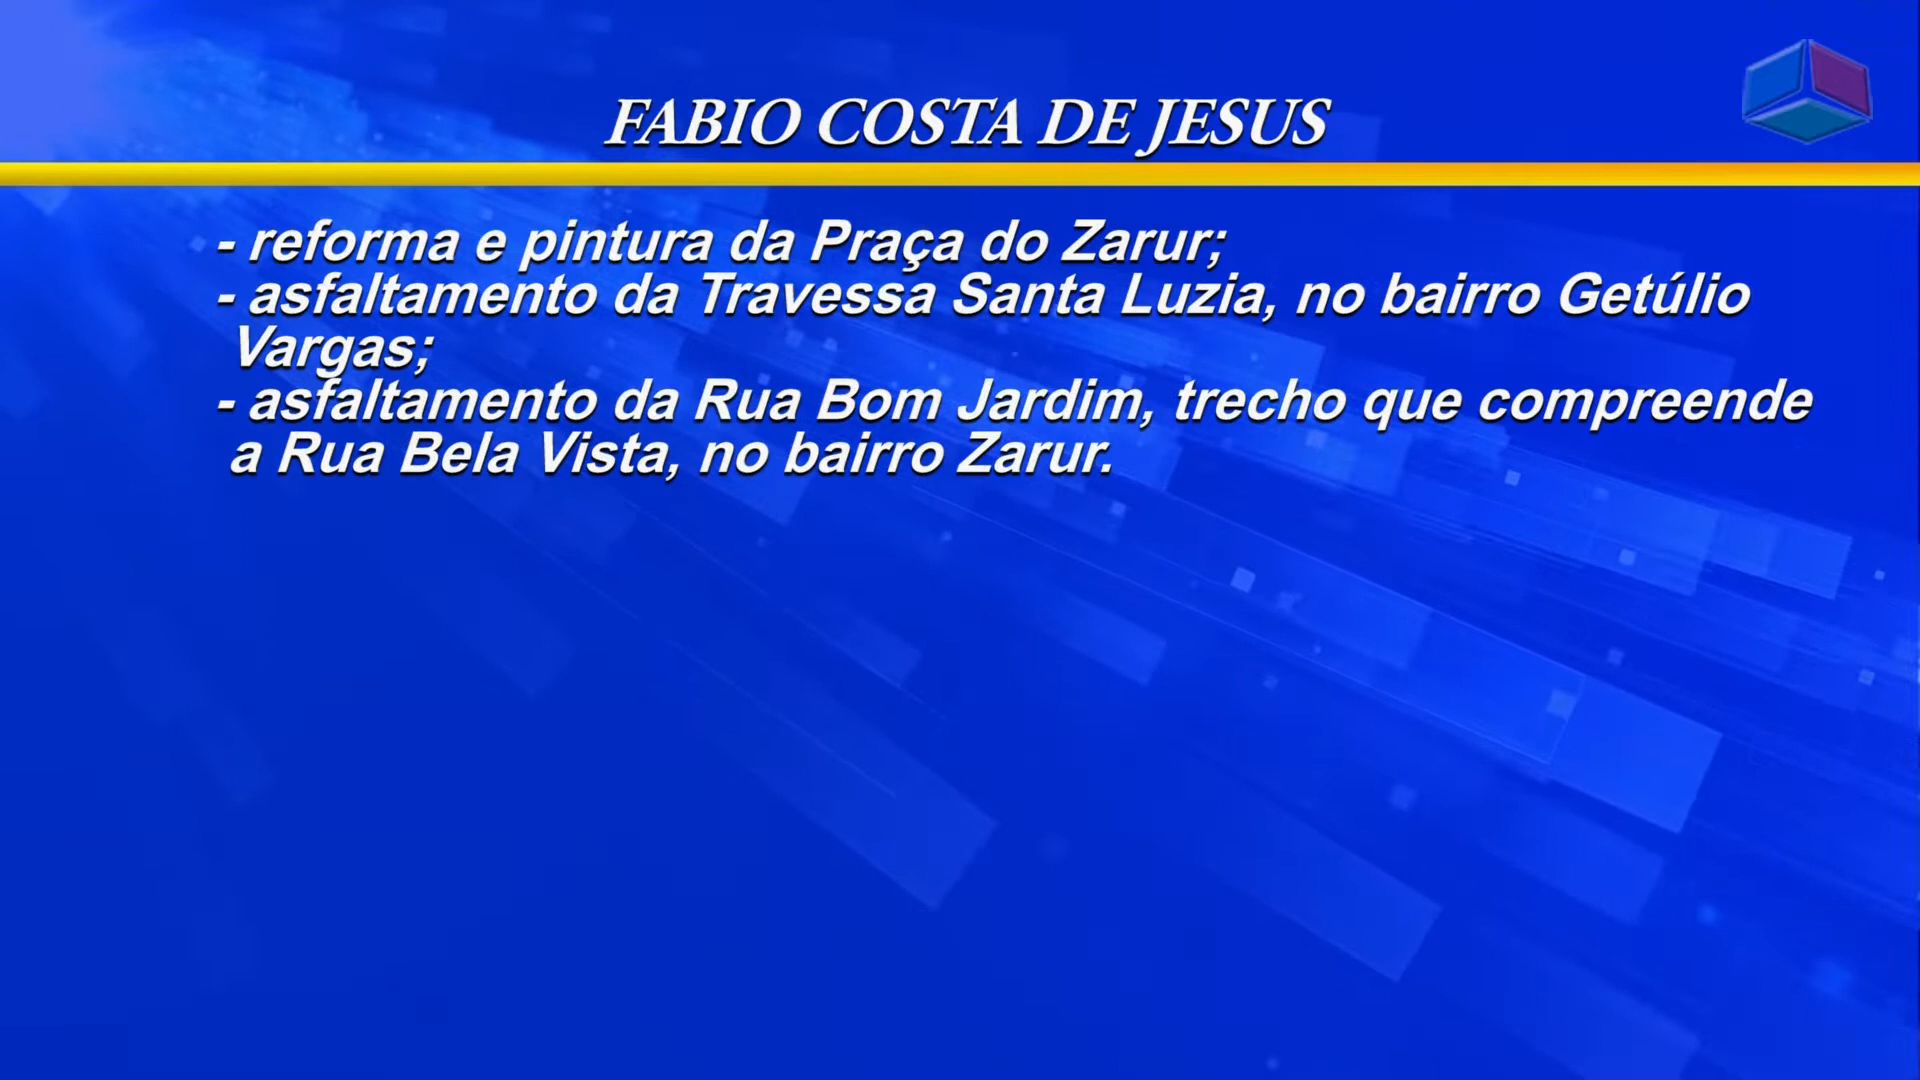 FABIO COSTA DE JESUS
- reforma e pintura da Praça do Zarur;
- asfaltamento da Travessa Santa Luzia, no bairro Getúlio
Vargas;
- asfaltamento da Rua Bom Jardim, trecho que compreende
a Rua Bela Vista, no bairro Zarur.